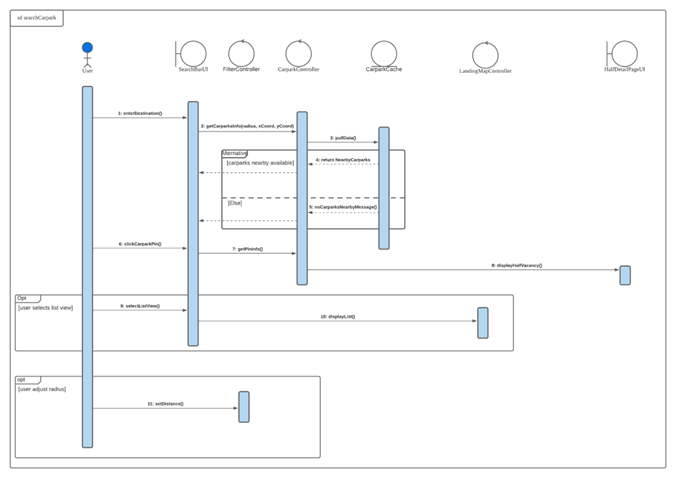 sd searchCarpark
User
SearchBarUI
FilterController
CarparkController
CarparkCache
LandingMapController
HalfDetailPageUI
1: enterDestination()
2: getCarparksInfo(radius, xCoord, yCoord)
3: pullData()
Alternative
[carparks nearby available]
4: return NearbyCarparks
[Else]
5: noCarparksNearbyMessage()
6: clickCarparkPin()
7: getPinInfo()
8: displayHalfVacancy()
Opt
[user selects list view]
9: selectListView()
10: displayList()
opt
[user adjust radius]
11: setDistance()